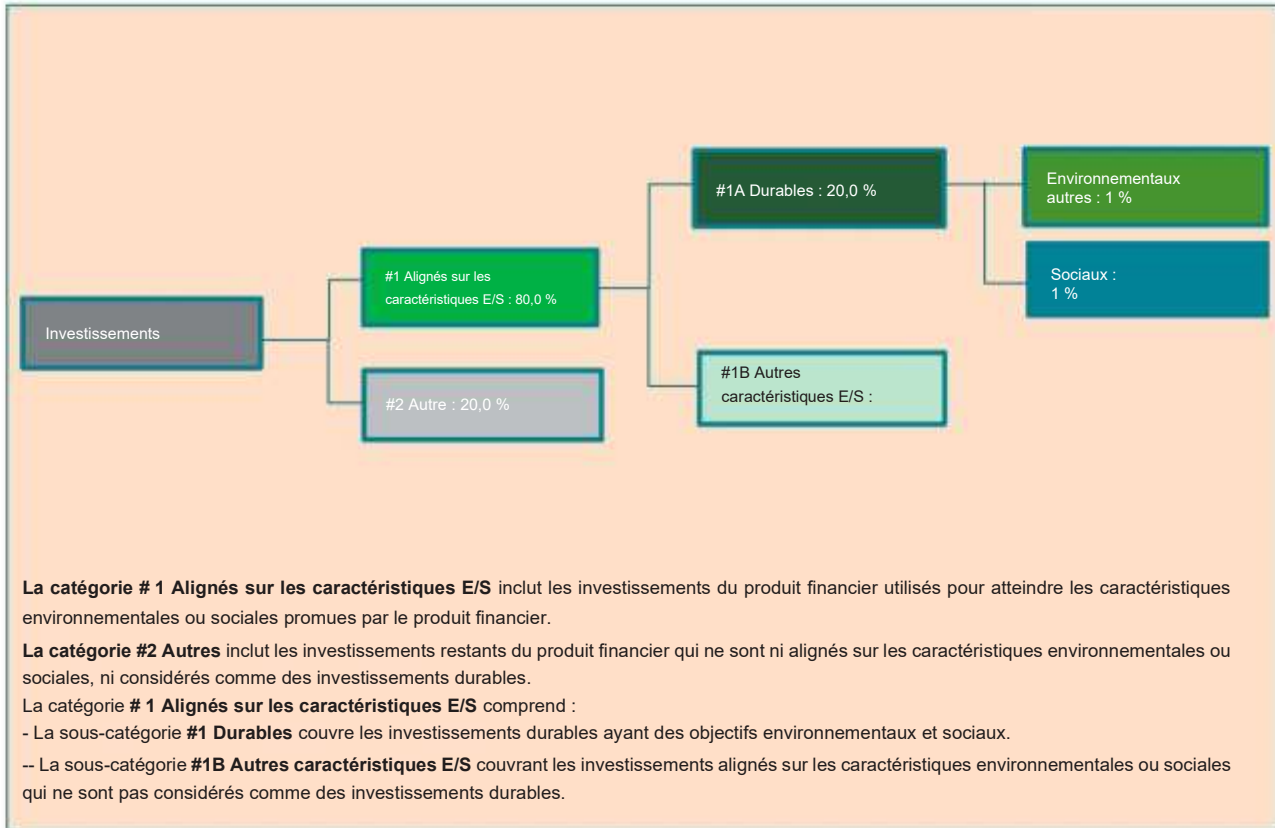 #1A Durables : 20,0 %
Environnementaux
autres : 1 %
#1 Alignés sur les
caractéristiques E/S : 80,0 %
Sociaux :
1 %
Investissements
#2 Autre : 20,0 %
#1B Autres
caractéristiques E/S :
La catégorie # 1 Alignés sur les caractéristiques E/S inclut les investissements du produit financier utilisés pour atteindre les caractéristiques
environnementales ou sociales promues par le produit financier.
La catégorie #2 Autres inclut les investissements restants du produit financier qui ne sont ni alignés sur les caractéristiques environnementales ou
sociales, ni considérés comme des investissements durables.
La catégorie # 1 Alignés sur les caractéristiques E/S comprend :
- La sous-catégorie #1 Durables couvre les investissements durables ayant des objectifs environnementaux et sociaux.
-- La sous-catégorie #1B Autres caractéristiques E/S couvrant les investissements alignés sur les caractéristiques environnementales ou sociales
qui ne sont pas considérés comme des investissements durables.